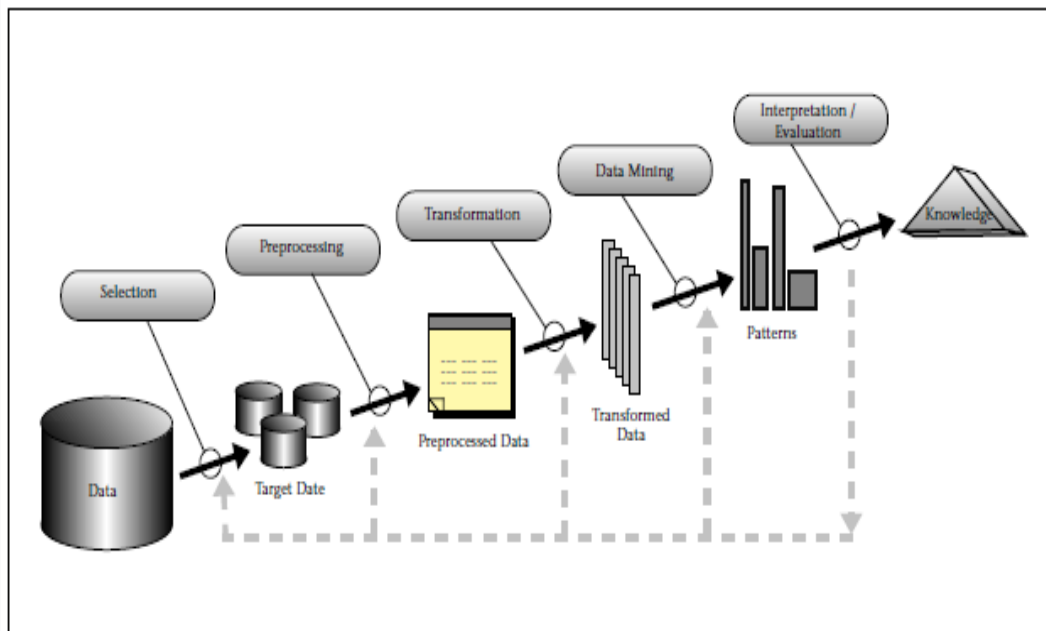 Interpretation /
Evaluation
Data Mining
Transformation
Preprocessing
Selection
Knowledge
Patterns
Transformed
Data
Preprocessed Data
Target Date
Data